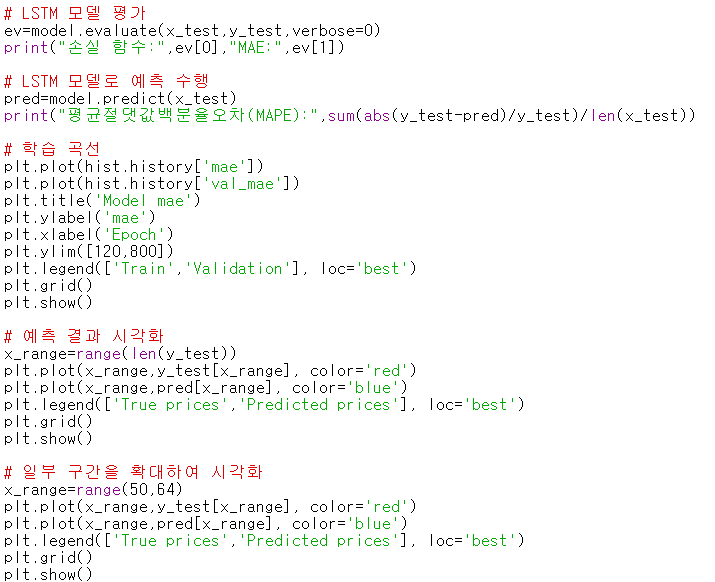 # LSTM 모델 평가
ev=model.evaluate(x_test,y_test,verbose=0)
print("손실 함수:",ev[0],"MAE:",ev[1])
# LSTM 모델로 예측 수행
pred=model.predict(x_test)
print("평균절댓값백분율오차(MAPE):",sum(abs(y_test-pred)/y_test)/len(x_test))
# 학습 곡선
plt.plot(hist.history['mae'])
plt.plot(hist.history['val_mae'])
plt.title('Model mae')
plt.ylabel('mae')
plt.xlabel('Epoch')
plt.ylim([120,800])
plt.legend(['Train','Validation'], loc='best')
plt.grid()
plt.show()
# 예측 결과 시각화
x_range=range(len(y_test))
plt.plot(x_range,y_test[x_range], color='red')
plt.plot(x_range,pred[x_range], color='blue')
plt.legend(['True prices','Predicted prices'], loc='best')
plt.grid()
plt.show()
# 일부 구간을 확대하여 시각화
x_range=range(50,64)
plt.plot(x_range,y_test[x_range], color='red')
plt.plot(x_range,pred[x_range], color='blue')
plt.legend(['True prices','Predicted prices'], loc='best')
plt.grid()
plt.show()